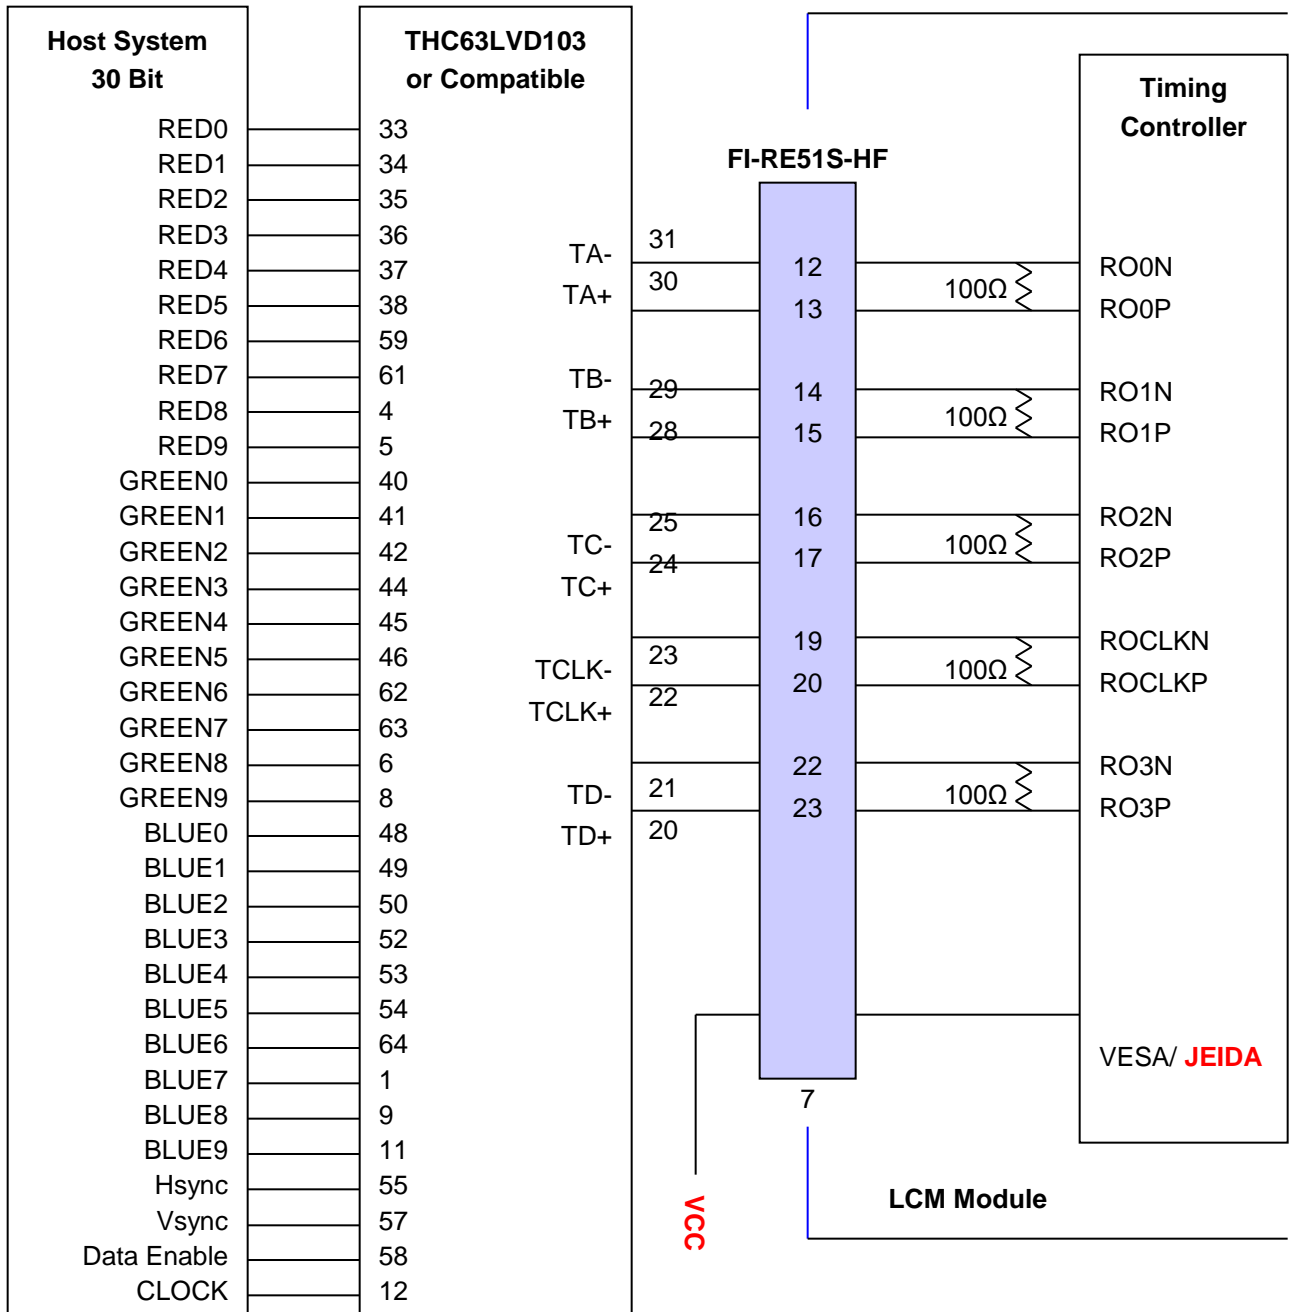 Host System
30 Bit
RED0
RED1
RED2
RED3
RED4
RED5
RED6
RED7
RED8
RED9
GREEN0
GREEN1
GREEN2
GREEN3
GREEN4
GREEN5
GREEN6
GREEN7
GREEN8
GREEN9
BLUE0
BLUE1
BLUE2
BLUE3
BLUE4
BLUE5
BLUE6
BLUE7
BLUE8
BLUE9
Hsync
Vsync
Data Enable
CLOCK
THC63LVD103
or Compatible
33
34
35
36
37
38
59
61
4
5
40
41
42
44
45
46
62
63
6
8
48
49
50
52
53
54
64
1
9
11
55
57
58
12
TA-
TA+
TB-
TB+
TC-
TC+
TCLK-
TCLK+
TD-
TD+
31
30
29
28
25
24
23
22
21
20
FI-RE51S-HF
12
13
14
15
16
17
19
20
22
23
7
VCC
100Ω
100Ω
100Ω
100Ω
100Ω
Timing
Controller
RO0N
RO0P
RO1N
RO1P
RO2N
RO2P
ROCLKN
ROCLKP
RO3N
RO3P
VESA/ JEIDA
LCM Module